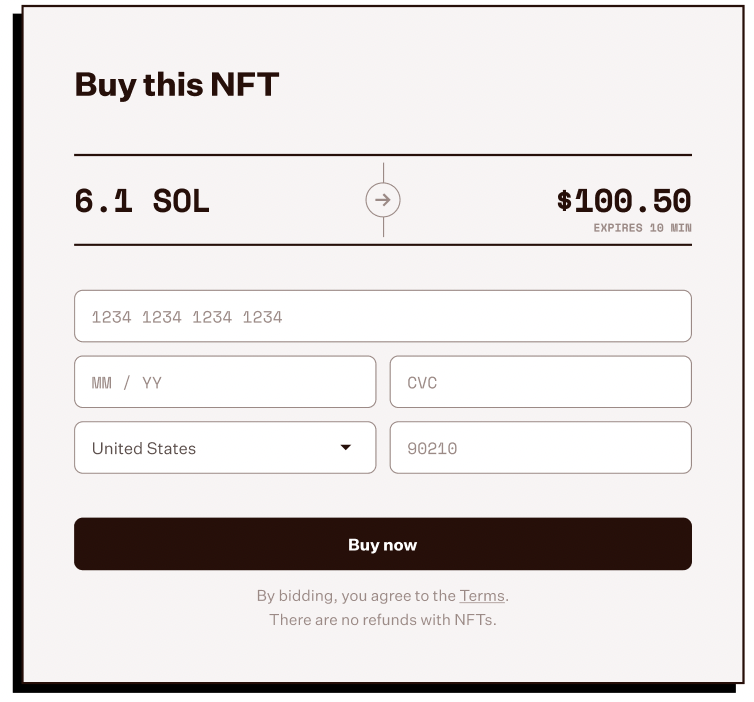 Buy this NFT
6.1 SOL
$100.50
EXPIRES 10 MIN
1234 1234 1234 1234
MM / YY
CVC
United States
90210
Buy now
By bidding, you agree to the Terms.
There are no refunds with NFTs.